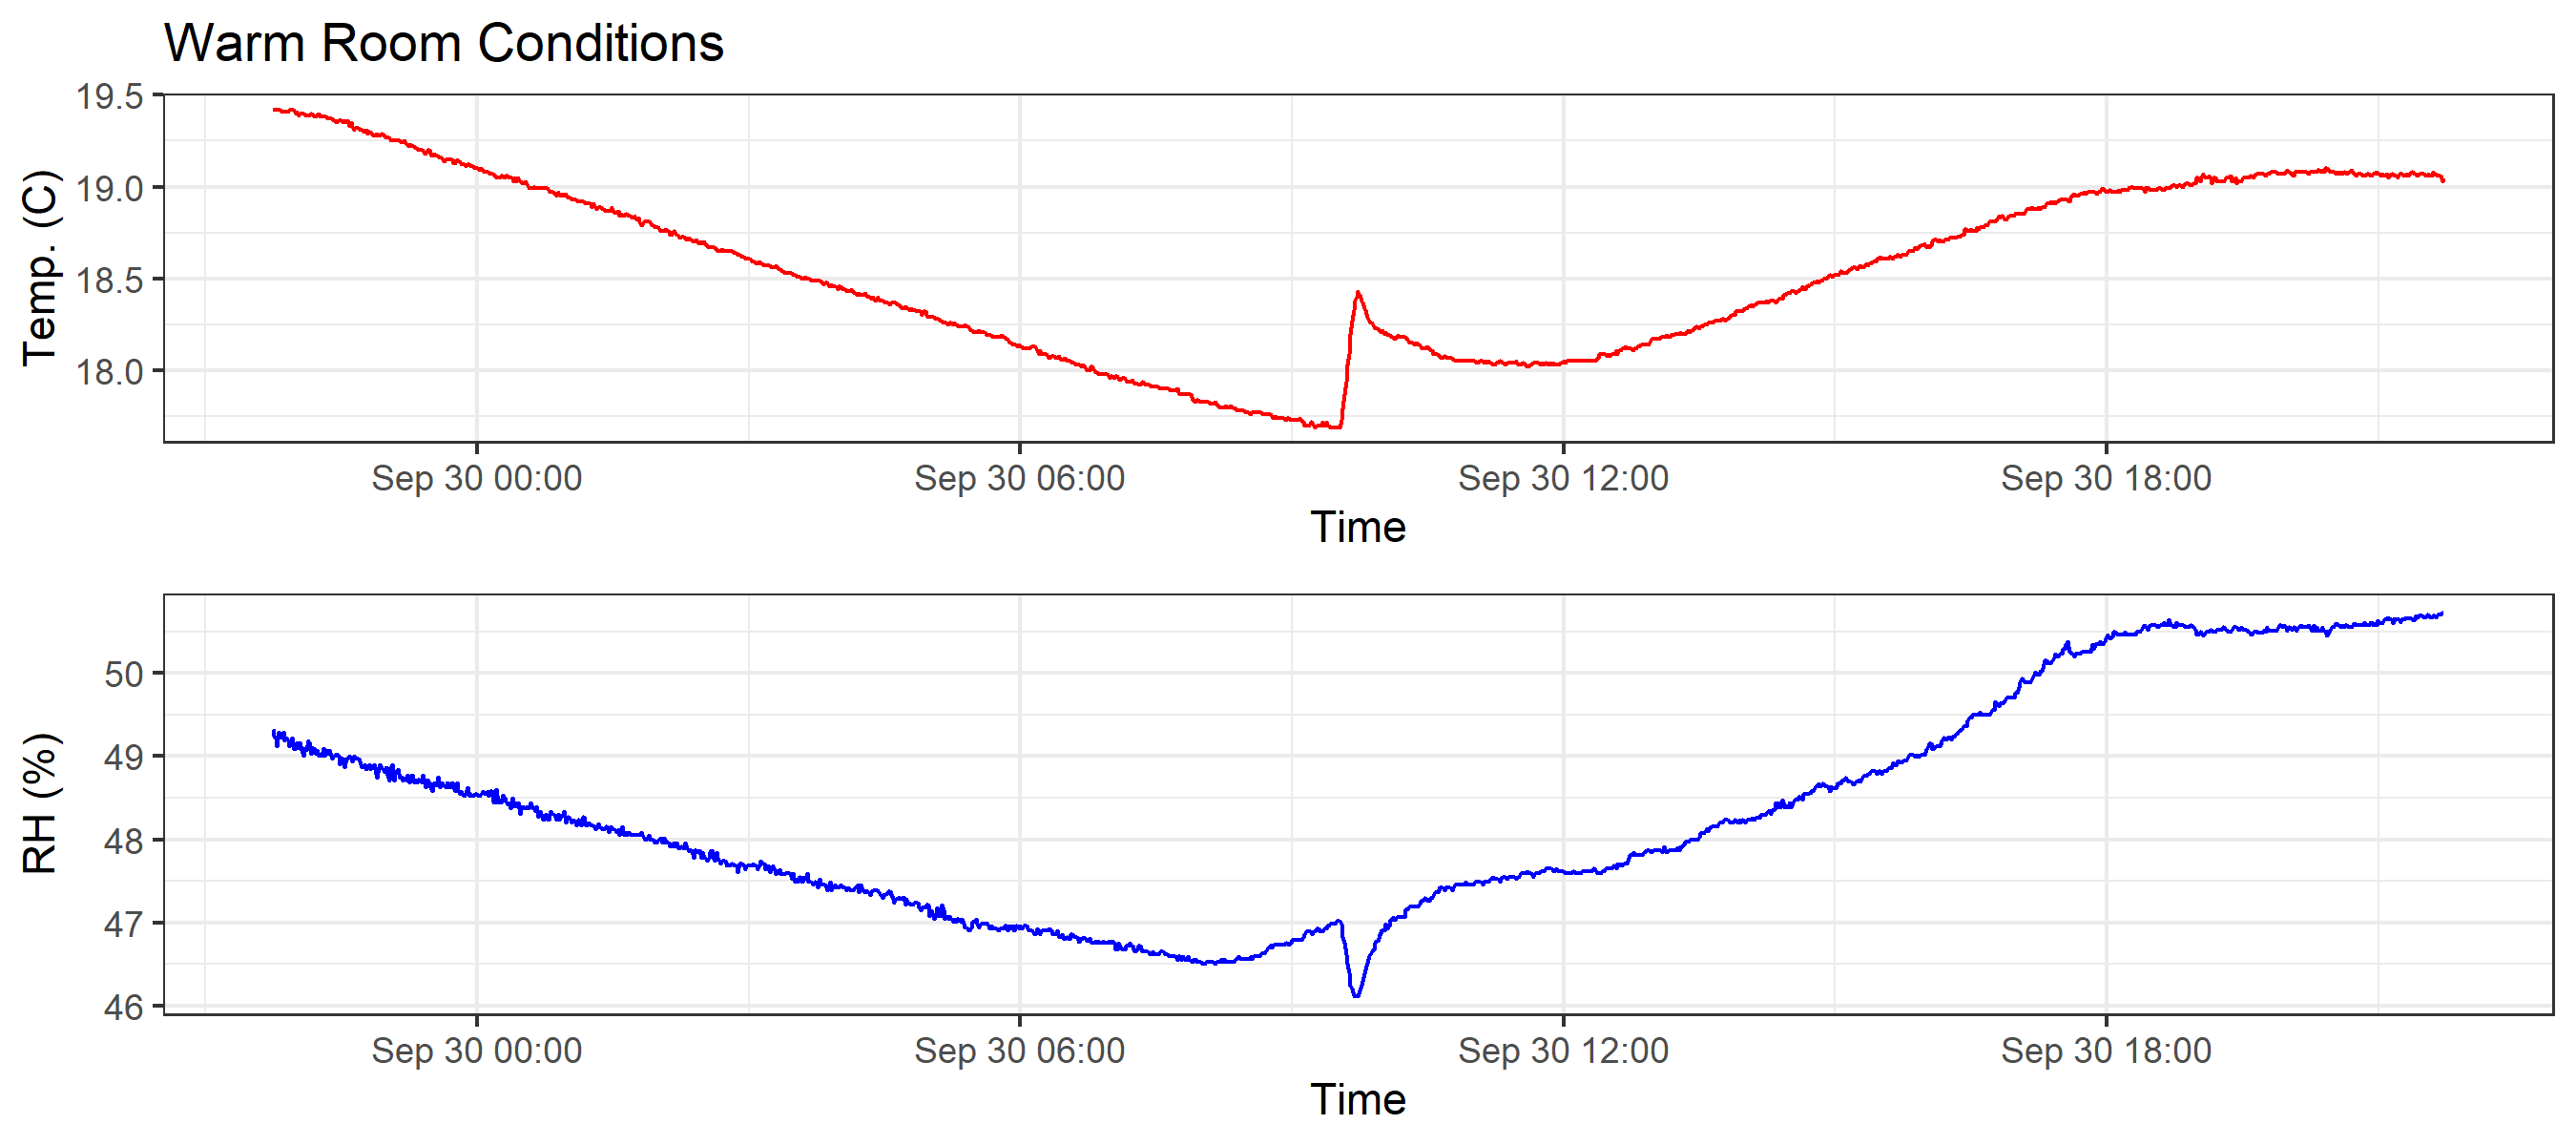 Warm Room Conditions
Temp. (C)
19.5
19.0
18.5
18.0
Sep 30 00:00 Sep 30 06:00 Sep 30 12:00 Sep 30 18:00
Time
RH (%)
50
49
48
47
46
Sep 30 00:00 Sep 30 06:00 Sep 30 12:00 Sep 30 18:00
Time